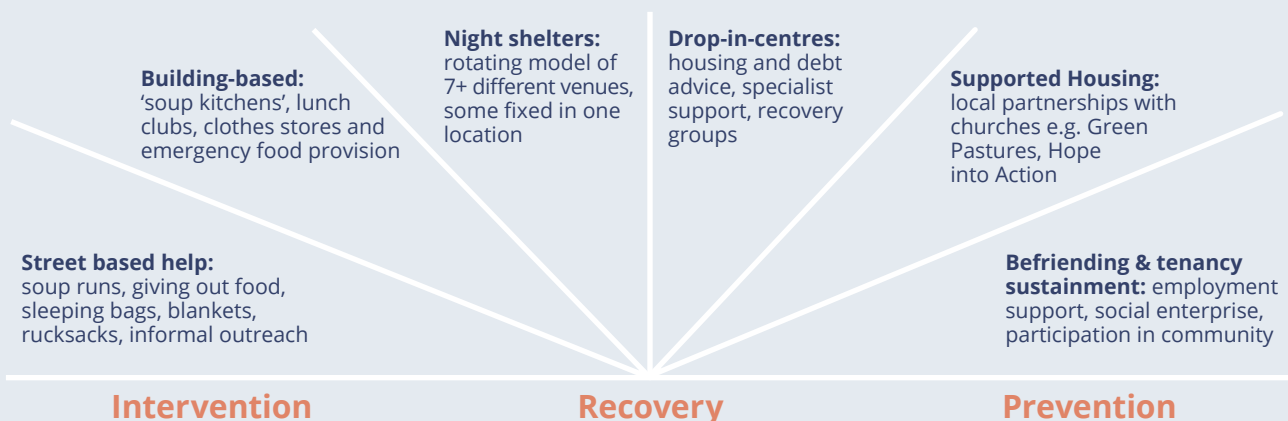 Street based help:
soup runs, giving out food,
sleeping bags, blankets,
rucksacks, informal outreach
Building-based:
‘soup kitchens’, lunch
clubs, clothes stores and
emergency food provision
Night shelters:
rotating model of
7+ different venues,
some fixed in one
location
Drop-in-centres:
housing and debt
advice, specialist
support, recovery
groups
Supported Housing:
local partnerships with
churches e.g. Green
Pastures, Hope
into Action
Befriending & tenancy
sustainment: employment
support, social enterprise,
participation in community
Intervention
Recovery
Prevention